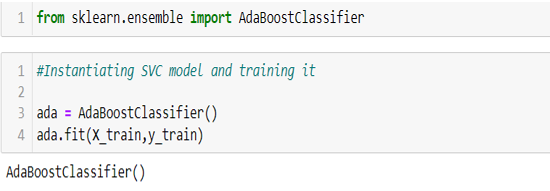 1 from sklearn.ensemble import AdaBoostClassifier
1 #Instantiating SVC model and training it
2
3 ada = AdaBoostClassifier()
4 ada.fit(X_train,y_train)
AdaBoostClassifier()